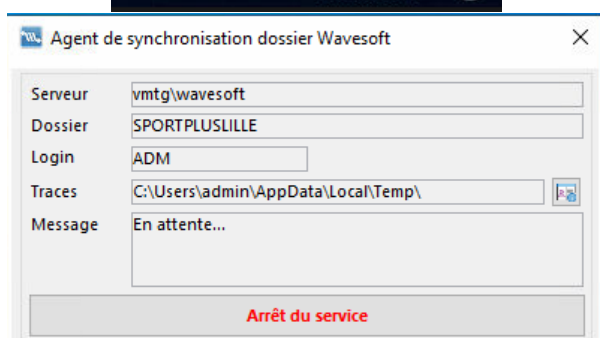 Agent de synchronisation dossier Wavesoft
Serveur vmtg\wavesoft
Dossier SPORTPLUSLILLE
Login ADM
Traces C:\Users\admin\AppData\Local\Temp\
Message En attente...
Arrêt du service